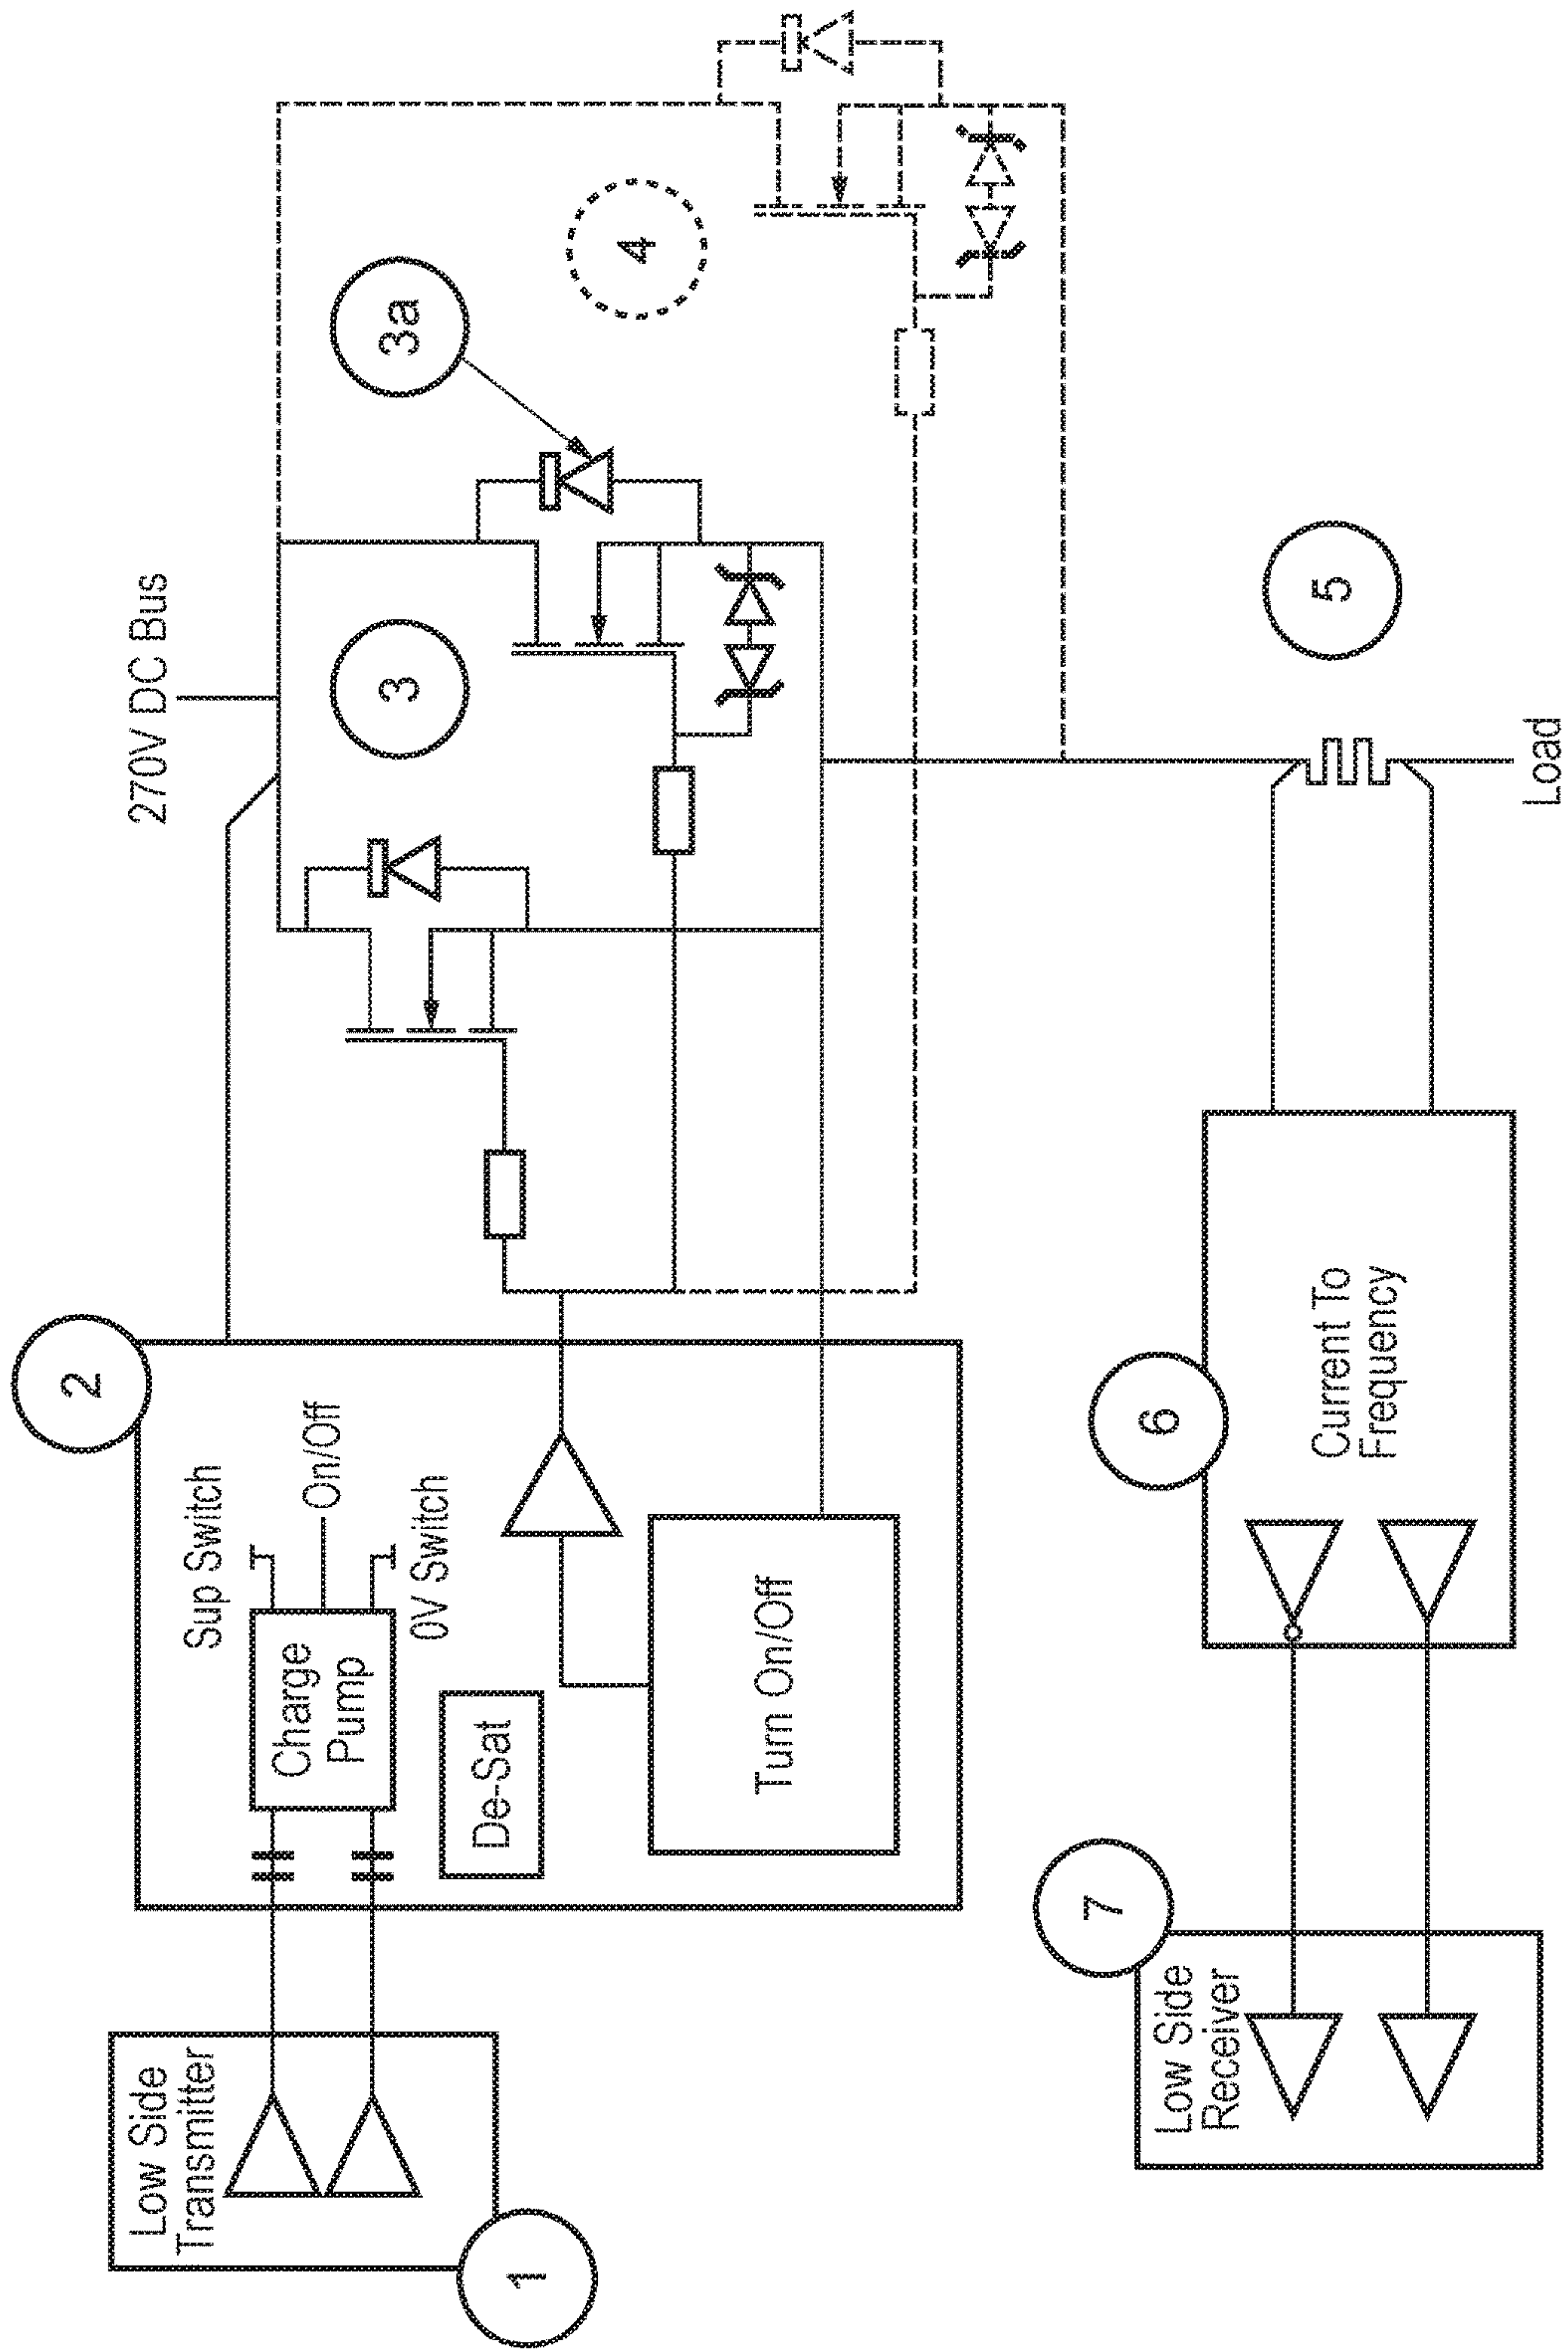 1
Low Side
Transmitter
2
Sup Switch
Charge
Pump
On/Off
0V Switch
De-Sat
Turn On/Off
270V DC Bus
3
3a
4
5
Load
6
Current To
Frequency
7
Low Side
Receiver